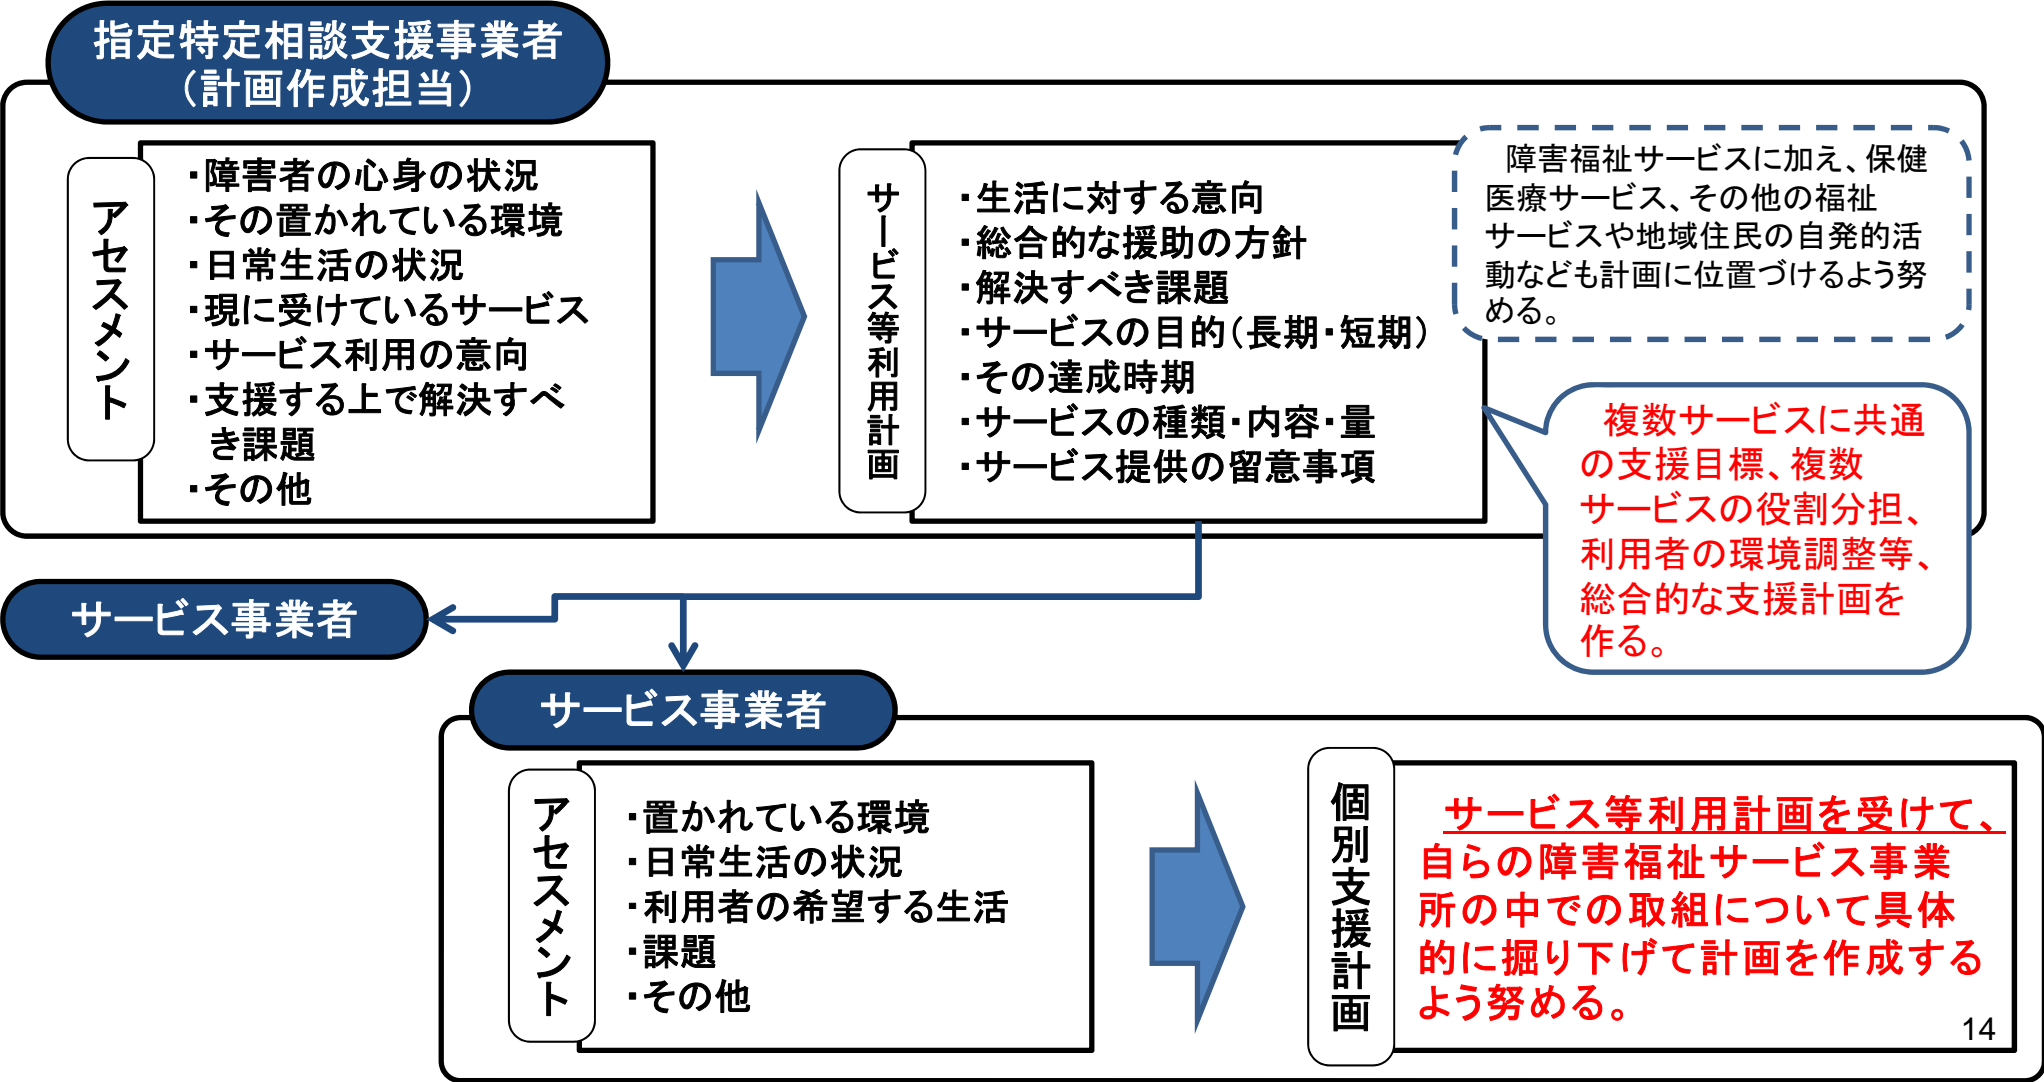 指定特定相談支援事業者
（計画作成担当）
アセスメント
・障害者の心身の状況
・その置かれている環境
・日常生活の状況
・現に受けているサービス
・サービス利用の意向
・支援する上で解決すべ
き課題
・その他
サービス等利用計画
・生活に対する意向
・総合的な援助の方針
・解決すべき課題
・サービスの目的（長期・短期）
・その達成時期
・サービスの種類・内容・量
・サービス提供の留意事項
障害福祉サービスに加え、保健
医療サービス、その他の福祉
サービスや地域住民の自発的活
動なども計画に位置づけるよう努
める。
複数サービスに共通
の支援目標、複数
サービスの役割分担、
利用者の環境調整等、
総合的な支援計画を
作る。
サービス事業者
サービス事業者
アセスメント
・置かれている環境
・日常生活の状況
・利用者の希望する生活
・課題
・その他
個別支援計画
サービス等利用計画を受けて、
自らの障害福祉サービス事業
所の中での取組について具体
的に掘り下げて計画を作成する
よう努める。
14